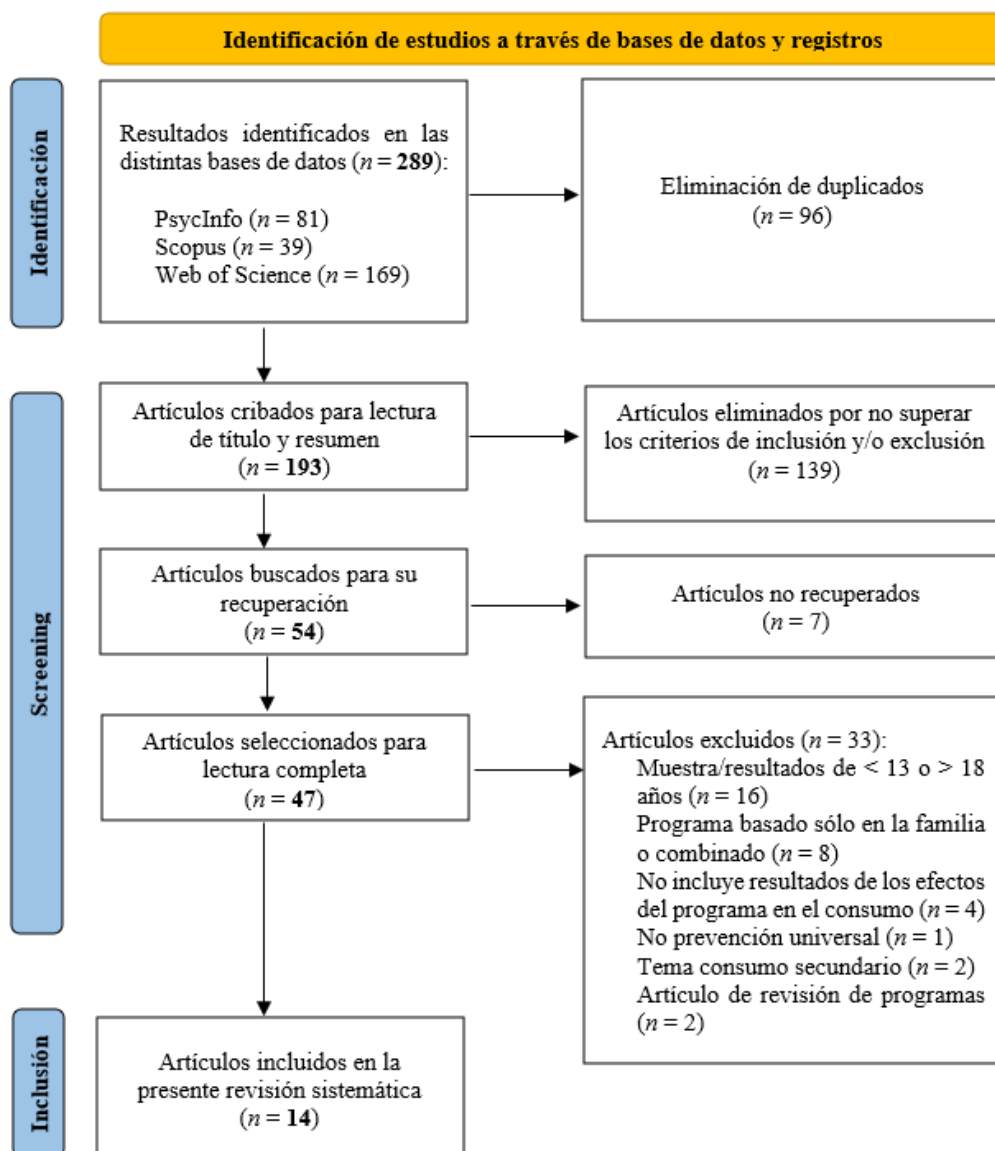 Identificación de estudios a través de bases de datos y registros
Identificación
Resultados identificados en las
distintas bases de datos (n = 289):
PsycInfo (n = 81)
Scopus (n = 39)
Web of Science (n = 169)
Eliminación de duplicados
(n = 96)
Screening
Artículos cribados para lectura
de título y resumen
(n = 193)
Artículos eliminados por no superar
los criterios de inclusión y/o exclusión
(n = 139)
Artículos buscados para su
recuperación
(n = 54)
Artículos no recuperados
(n = 7)
Artículos seleccionados para
lectura completa
(n = 47)
Artículos excluidos (n = 33):
Muestra/resultados de < 13 o > 18
años (n = 16)
Programa basado sólo en la familia
o combinado (n = 8)
No incluye resultados de los efectos
del programa en el consumo (n = 4)
No prevención universal (n = 1)
Tema consumo secundario (n = 2)
Artículo de revisión de programas
(n = 2)
Inclusión
Artículos incluidos en la
presente revisión sistemática
(n = 14)